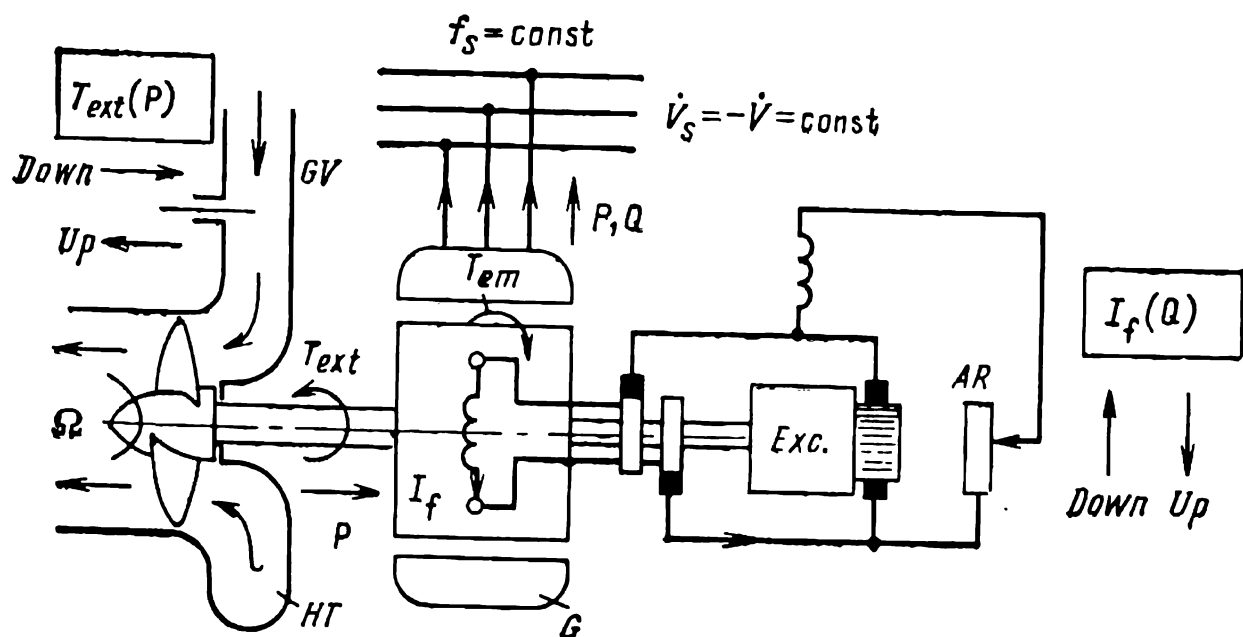 f_s = const
T_ext(P)
V̇_s = -V̇ = const
Down
GV
Up
P, Q
T_em
I_f(Q)
T_ext
AR
Ω
Exc.
I_f
Down Up
P
HT
G